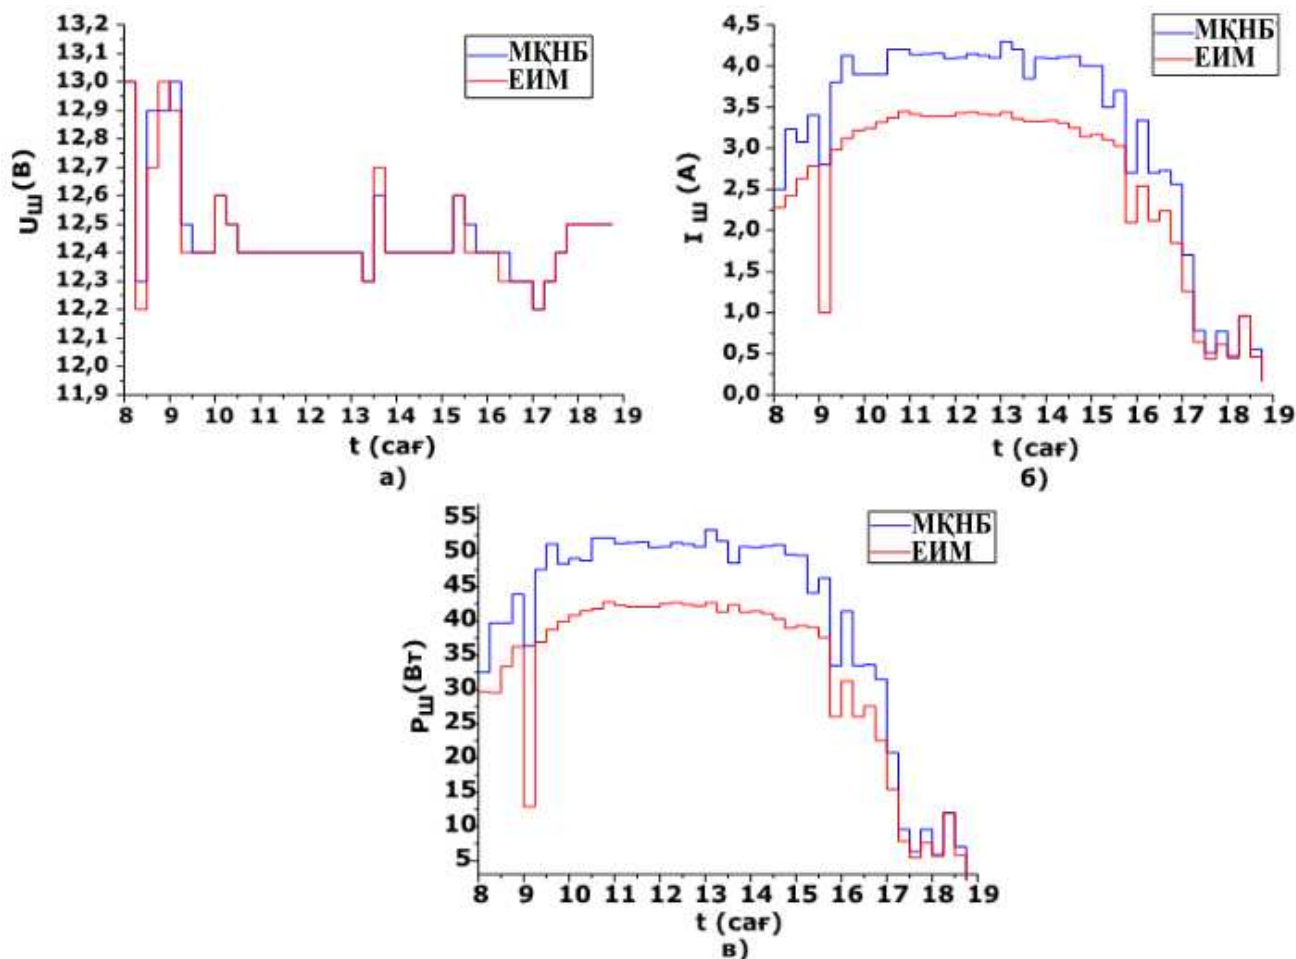 13,2
13,1
13,0
12,9
12,8
12,7
12,6
12,5
12,4
12,3
12,2
12,1
12,0
11,9
UШ(В)
МҚНБ
ЕИМ
8 9 10 11 12 13 14 15 16 17 18 19
t (сағ)
а)
4,5
4,0
3,5
3,0
2,5
2,0
1,5
1,0
0,5
0,0
I Ш (А)
МҚНБ
ЕИМ
8 9 10 11 12 13 14 15 16 17 18 19
t (сағ)
б)
55
50
45
40
35
30
25
20
15
10
5
PШ(Вт)
МҚНБ
ЕИМ
8 9 10 11 12 13 14 15 16 17 18 19
t (сағ)
в)